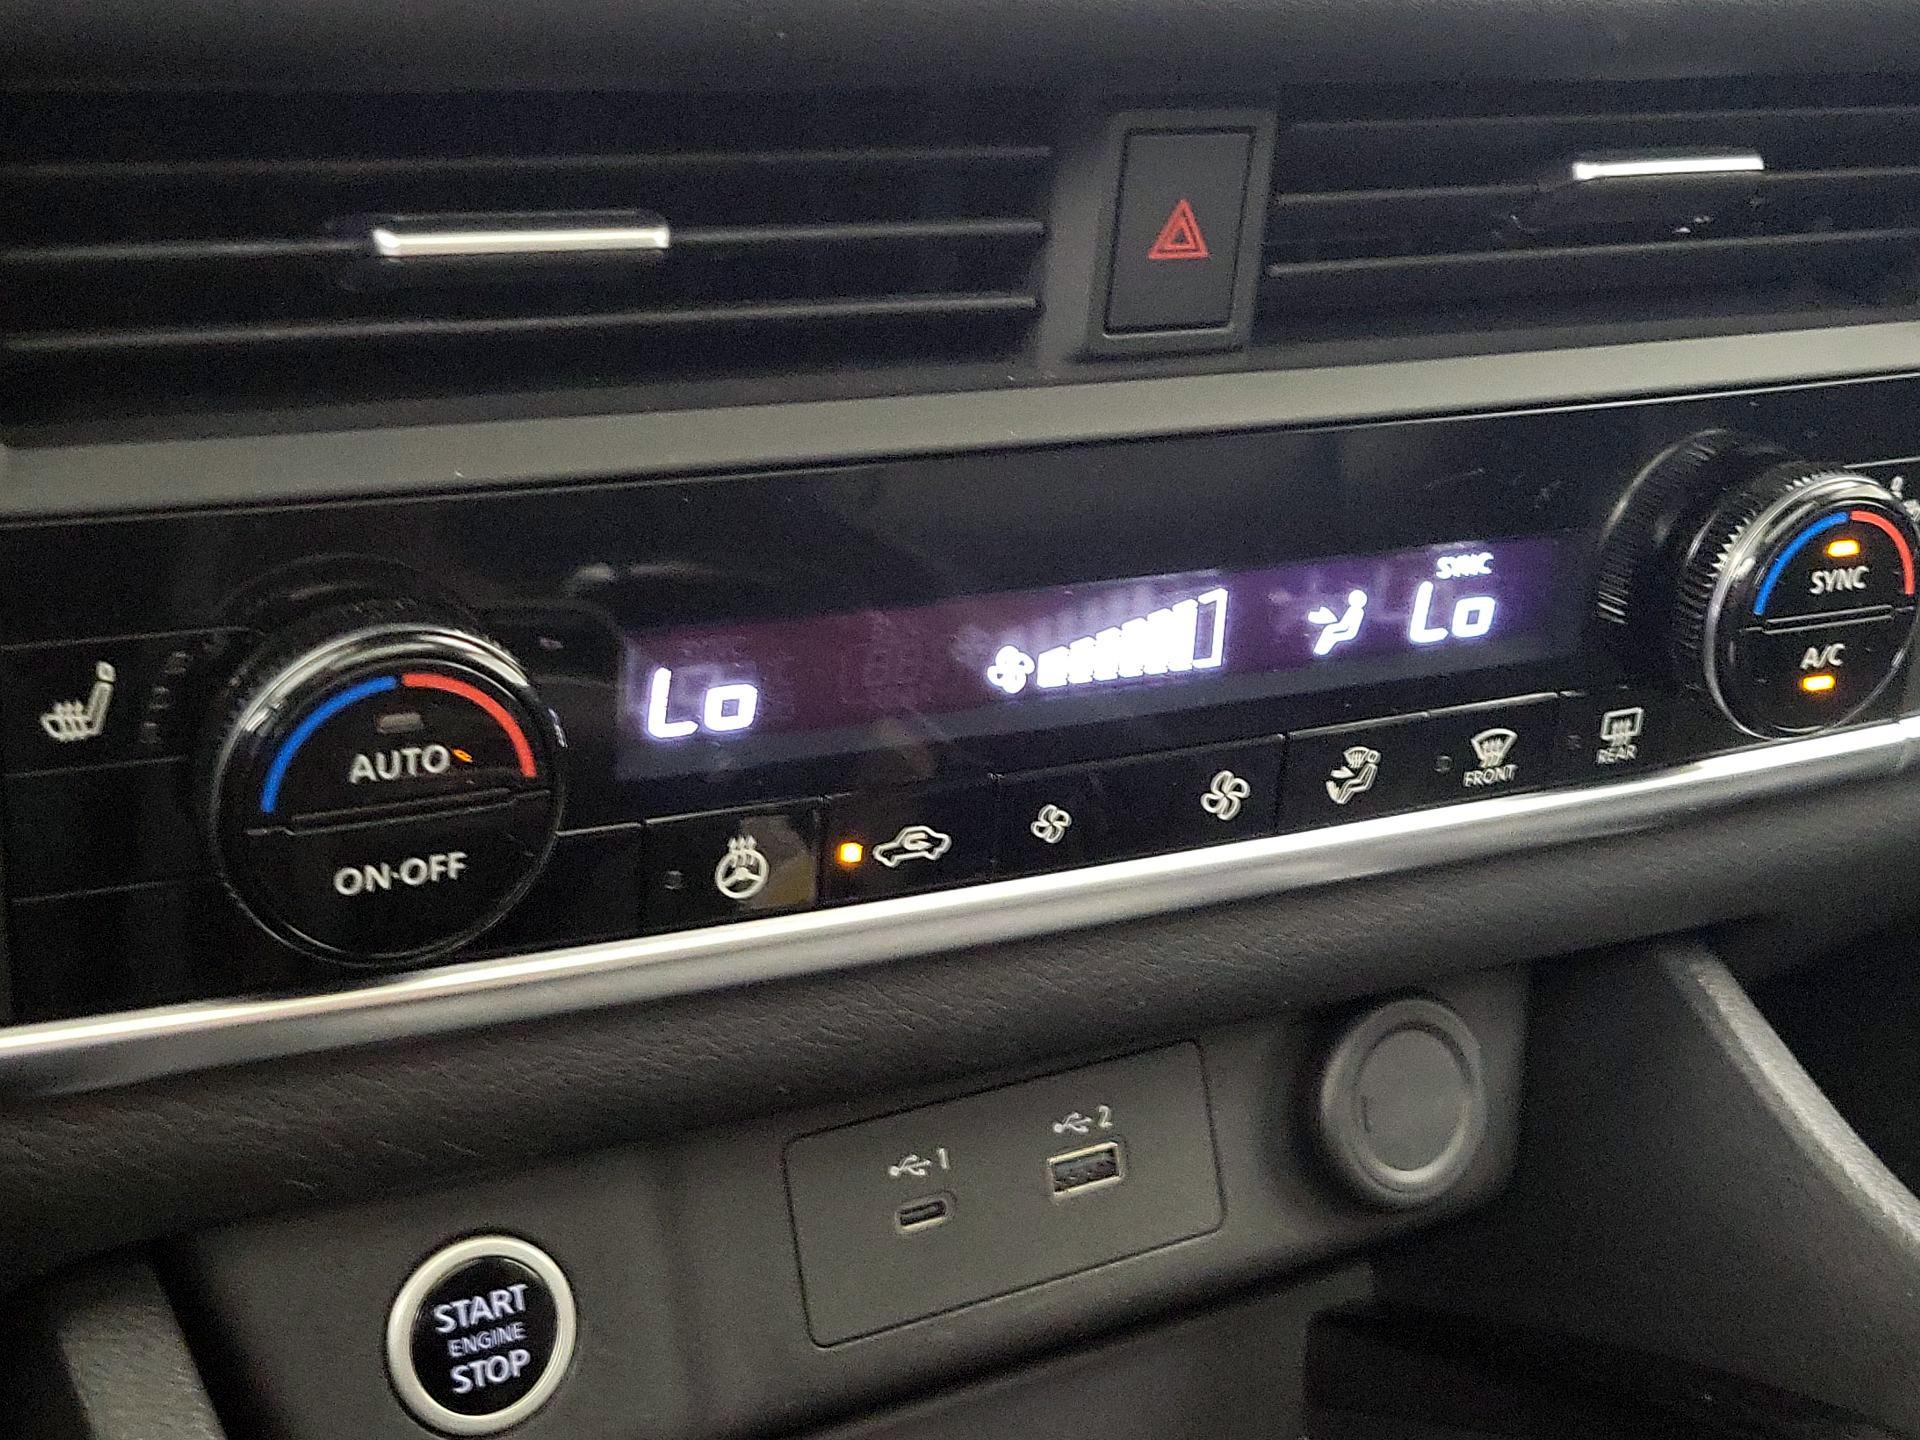 SYNC
Lo
Lo
SYNC
A/C
AUTO
ON·OFF
FRONT
REAR
1
2
START
ENGINE
STOP